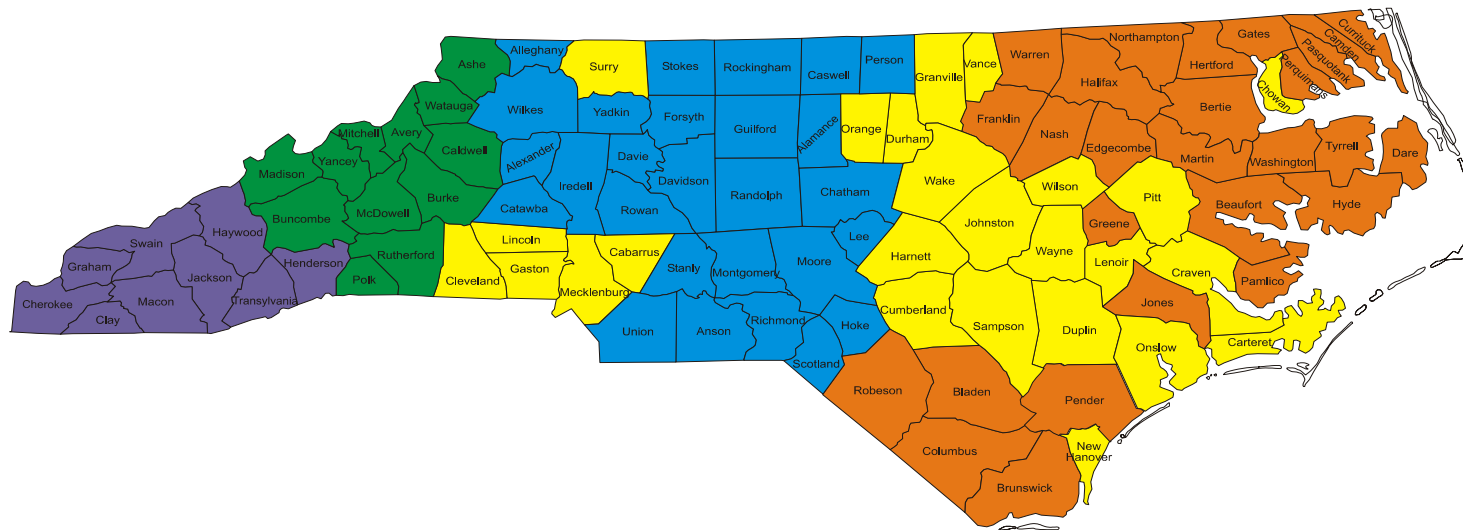 Alleghany
Ashe
Surry
Stokes
Rockingham
Caswell
Person
Granville
Vance
Warren
Northampton
Gates
Currituck
Camden
Pasquotank
Perquimans
Chowan
Hertford
Halifax
Bertie
Watauga
Wilkes
Yadkin
Forsyth
Guilford
Alamance
Orange
Durham
Franklin
Nash
Edgecombe
Martin
Washington
Tyrrell
Dare
Mitchell
Avery
Yancey
Caldwell
Alexander
Davie
Iredell
Davidson
Madison
Burke
Randolph
Chatham
Wake
Wilson
Pitt
Beaufort
Hyde
Buncombe
McDowell
Catawba
Rowan
Haywood
Swain
Johnston
Greene
Lee
Wayne
Lincoln
Cabarrus
Rutherford
Henderson
Graham
Jackson
Polk
Cleveland
Gaston
Mecklenburg
Stanly
Montgomery
Moore
Harnett
Lenoir
Craven
Pamlico
Cherokee
Macon
Transylvania
Clay
Cumberland
Sampson
Duplin
Jones
Onslow
Carteret
Union
Anson
Richmond
Hoke
Scotland
Robeson
Bladen
Pender
Columbus
New
Hanover
Brunswick